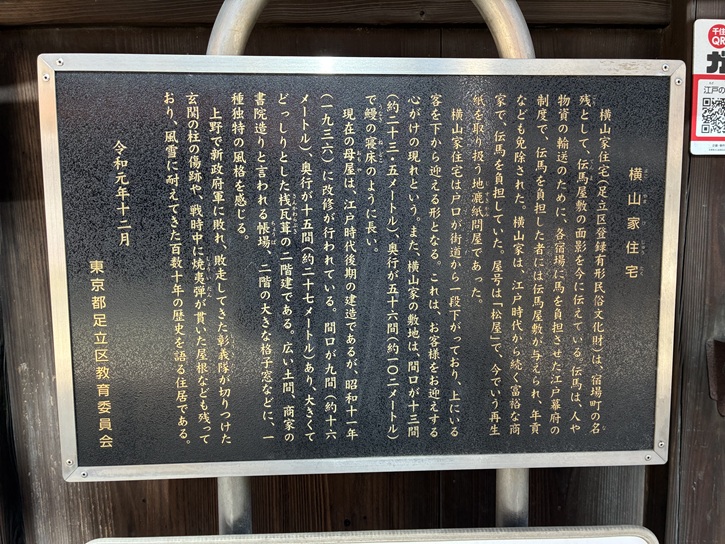 横山家住宅
横山家住宅(足立区登録有形民俗文化財)は、宿場町の名
残として、伝馬屋敷の面影を今に伝えている。伝馬は、人や
物資の輸送のために、各宿場に馬を負担させた江戸幕府の
制度で、伝馬を負担した者には伝馬屋敷が与えられ、年貢
なども免除された。横山家は、江戸時代から続く富裕な商
家で、伝馬を負担していた。屋号は「松屋」で、今でいう再生
紙を取り扱う地漉紙問屋であった。
横山家住宅は戸口が街道から一段下がっており、上にいる
客を下から迎える形となる。これは、お客様をお迎えする
心がけの現れという。また、横山家の敷地は、間口が十三間
(約二十三・五メートル)、奥行が五十六間(約一〇二メートル)
で鰻の寝床のように長い。
現在の母屋は、江戸時代後期の建造であるが、昭和十一年
(一九三六)に改修が行われている。間口が九間(約十六
メートル)、奥行が十五間(約二十七メートル)あり、大きくて
どっしりとした桟瓦葺の二階建である。広い土間、商家の
書院造りと言われる帳場、二階の大きな格子窓などに、一
種独特の風格を感じる。
上野で新政府軍に敗れ、敗走してきた彰義隊が切りつけた
玄関の柱の傷跡や、戦時中に焼夷弾が貫いた屋根なども残って
おり、風雪に耐えてきた百数十年の歴史を語る住居である。
令和元年十二月
東京都足立区教育委員会
千住
QR
江戸の